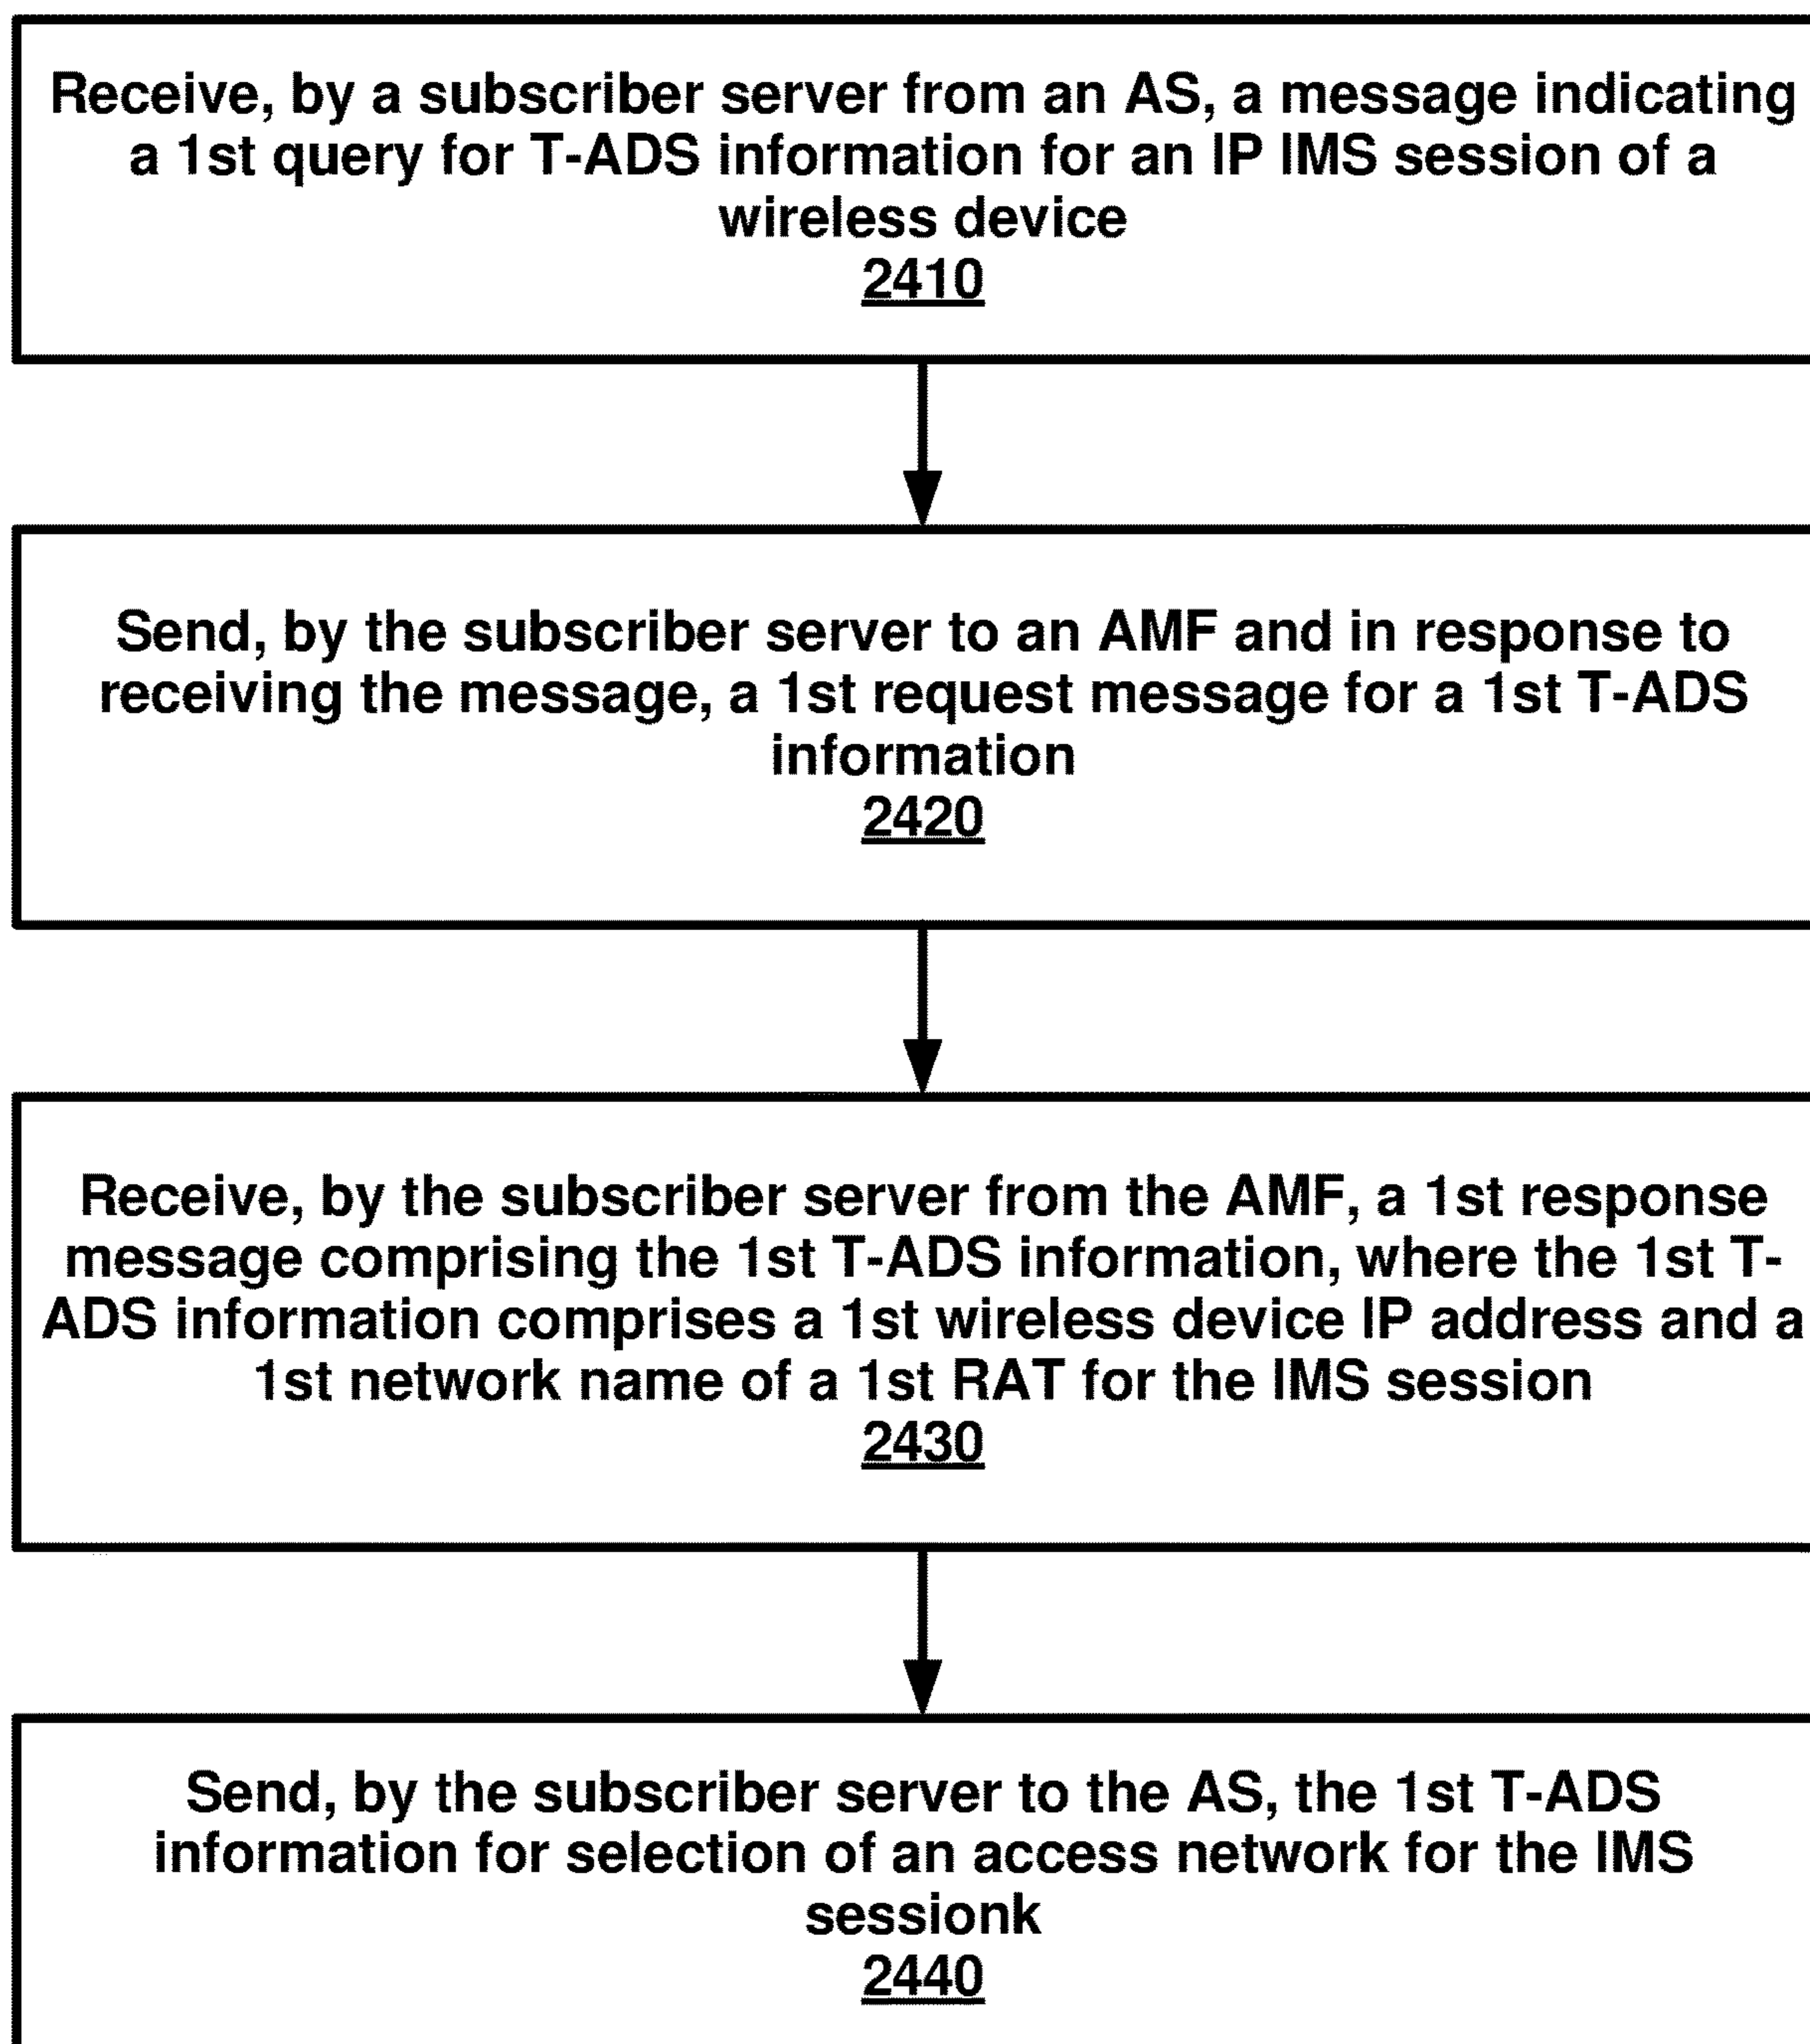 Receive, by a subscriber server from an AS, a message indicating
a 1st query for T-ADS information for an IP IMS session of a
wireless device
2410
Send, by the subscriber server to an AMF and in response to
receiving the message, a 1st request message for a 1st T-ADS
information
2420
Receive, by the subscriber server from the AMF, a 1st response
message comprising the 1st T-ADS information, where the 1st T-
ADS information comprises a 1st wireless device IP address and a
1st network name of a 1st RAT for the IMS session
2430
Send, by the subscriber server to the AS, the 1st T-ADS
information for selection of an access network for the IMS
sessionk
2440